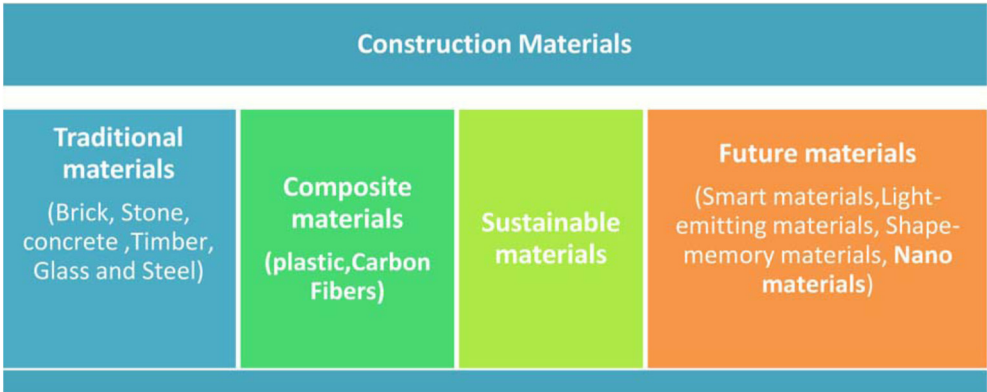 Construction Materials
Traditional
materials
(Brick, Stone,
concrete ,Timber,
Glass and Steel)
Composite
materials
(plastic,Carbon
Fibers)
Sustainable
materials
Future materials
(Smart materials,Light-
emitting materials, Shape-
memory materials, Nano
materials)